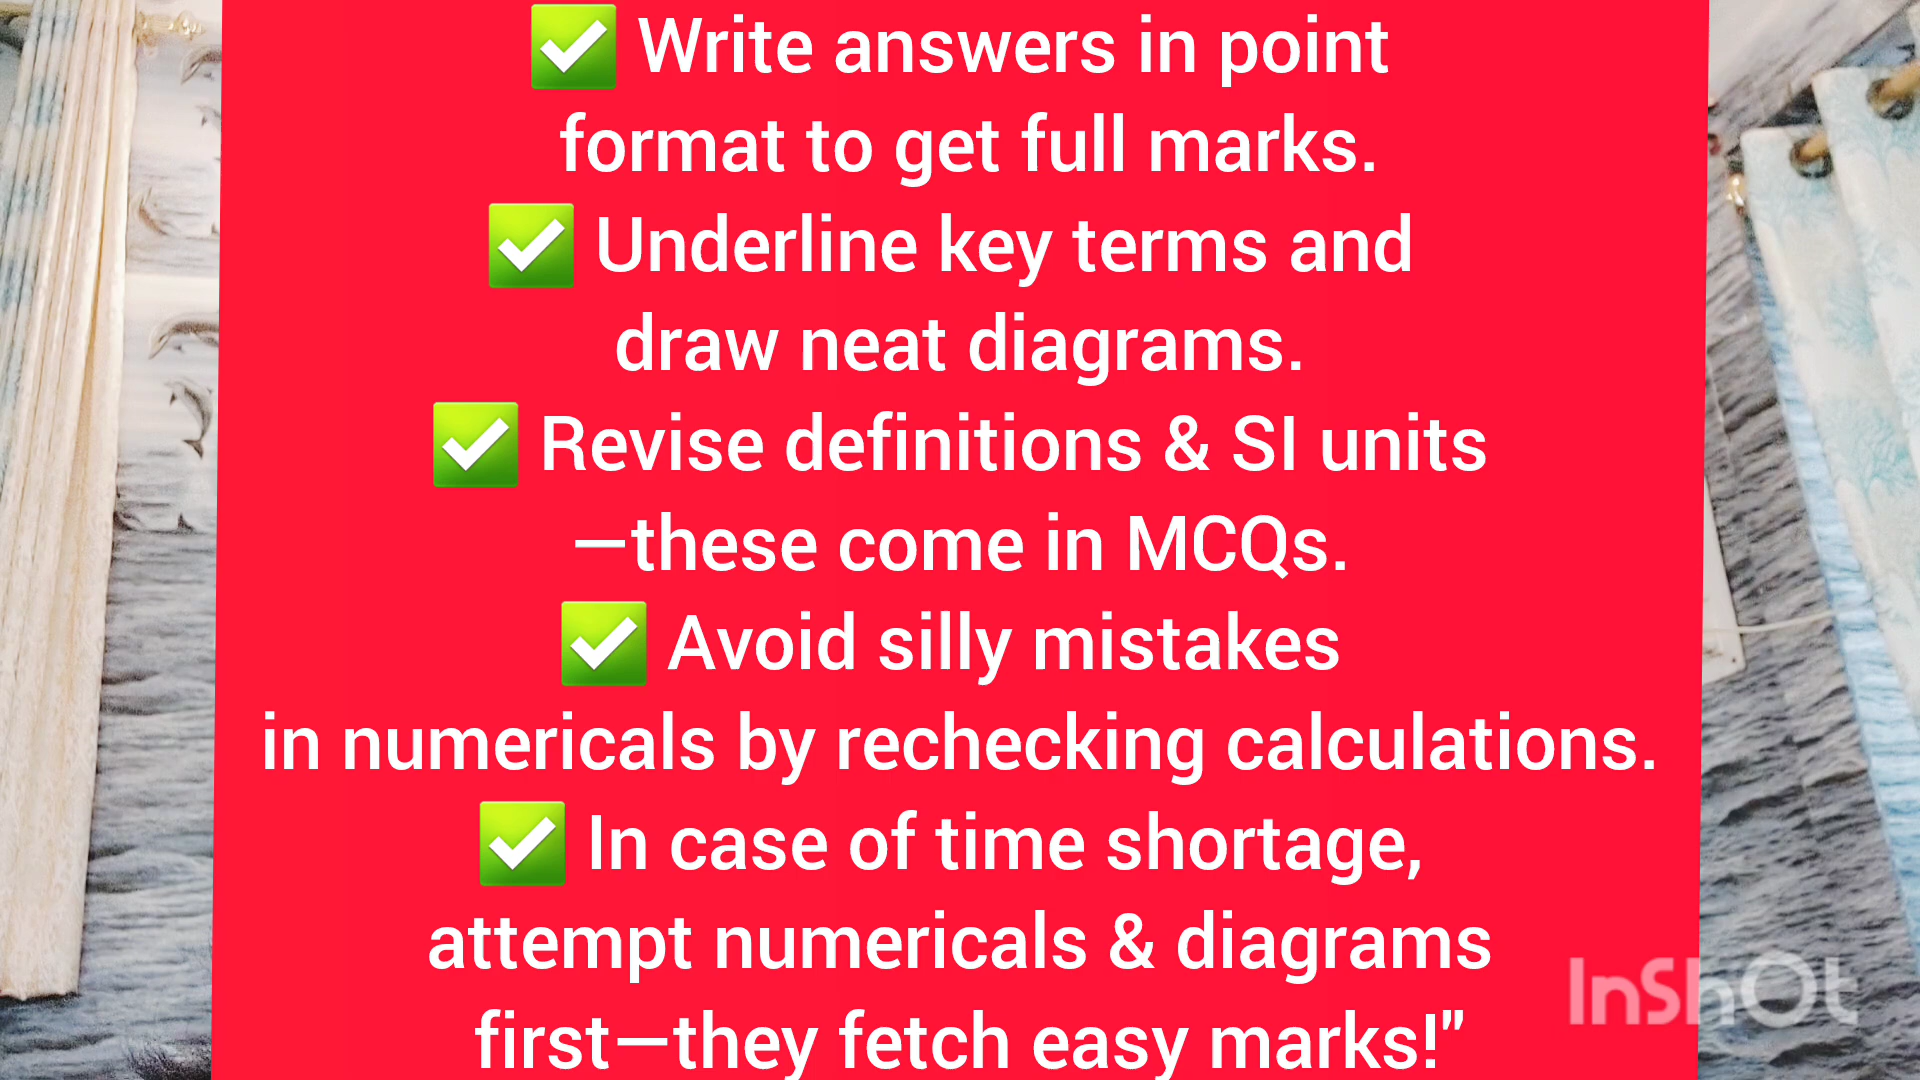 ✅ Write answers in point
format to get full marks.
✅ Underline key terms and
draw neat diagrams.
✅ Revise definitions & SI units
—these come in MCQs.
✅ Avoid silly mistakes
in numericals by rechecking calculations.
✅ In case of time shortage,
attempt numericals & diagrams
first—they fetch easy marks!"
InShOt